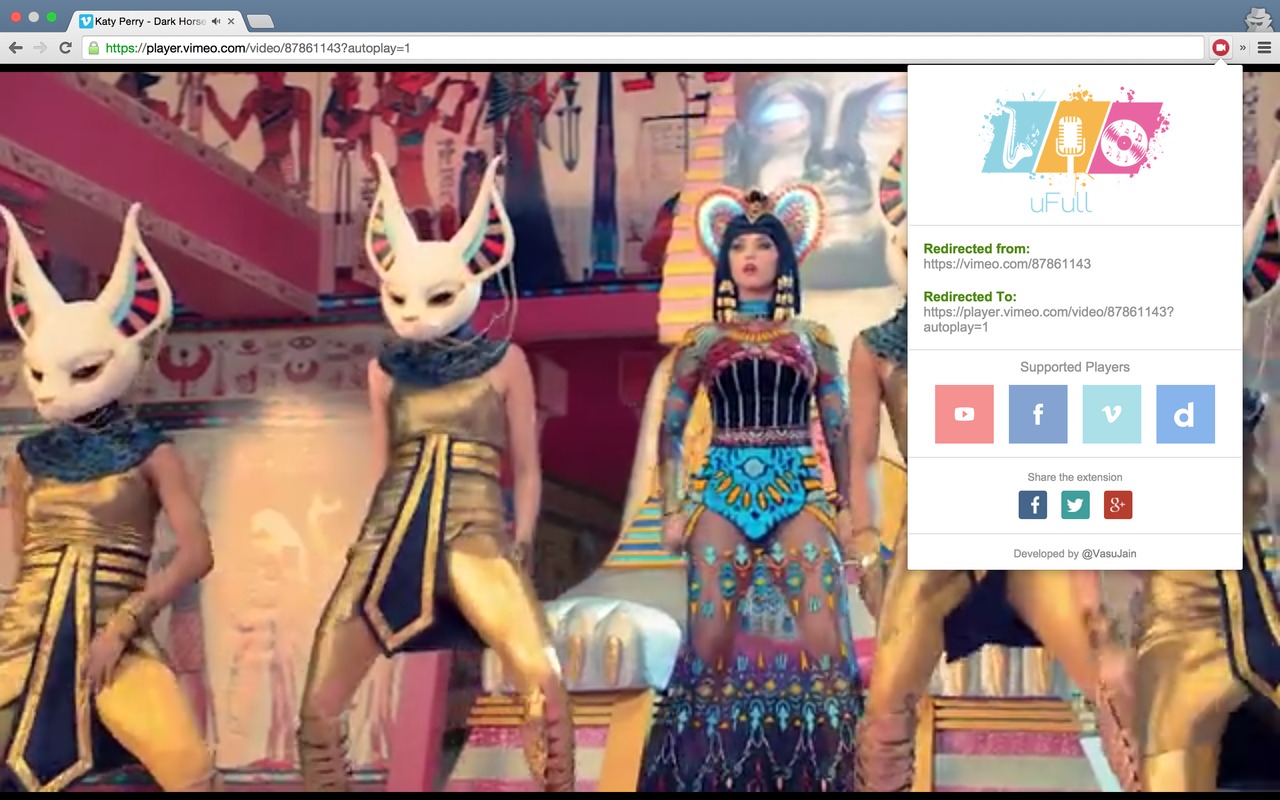 Katy Perry - Dark Horse
https://player.vimeo.com/video/87861143?autoplay=1
»
uFull
Redirected from:
https://vimeo.com/87861143
Redirected To:
https://player.vimeo.com/video/87861143?
autoplay=1
Supported Players
f
v
d
Share the extension
f
g+
Developed by @VasuJain